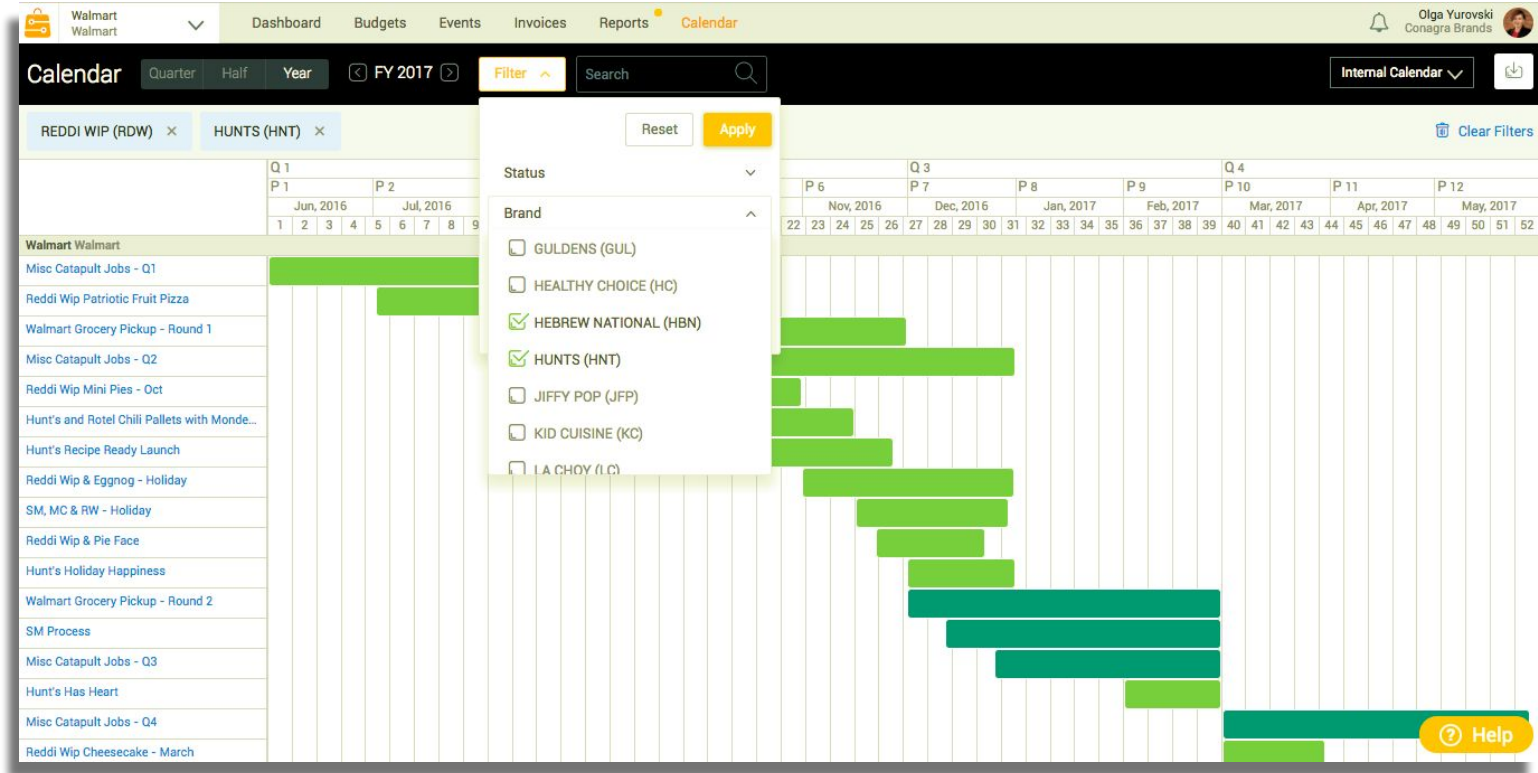 Walmart
Walmart
Dashboard Budgets Events Invoices Reports Calendar
Olga Yurovski
Conagra Brands
Calendar Quarter Half Year FY 2017 Filter Search Internal Calendar
REDDI WIP (RDW) HUNTS (HNT) Reset Apply Clear Filters
Q 1 Q 3 Q 4
P 1 P 2 P 6 P 7 P 8 P 9 P 10 P 11 P 12
Jun, 2016 Jul, 2016 Nov, 2016 Dec, 2016 Jan, 2017 Feb, 2017 Mar, 2017 Apr, 2017 May, 2017
1 2 3 4 5 6 7 8 9 22 23 24 25 26 27 28 29 30 31 32 33 34 35 36 37 38 39 40 41 42 43 44 45 46 47 48 49 50 51 52
Status
Brand
GULDENS (GUL)
HEALTHY CHOICE (HC)
HEBREW NATIONAL (HBN)
HUNTS (HNT)
JIFFY POP (JFP)
KID CUISINE (KC)
LA CHOY (LC)
Walmart Walmart
Misc Catapult Jobs - Q1
Reddi Wip Patriotic Fruit Pizza
Walmart Grocery Pickup - Round 1
Misc Catapult Jobs - Q2
Reddi Wip Mini Pies - Oct
Hunt's and Rotel Chili Pallets with Monde...
Hunt's Recipe Ready Launch
Reddi Wip & Eggnog - Holiday
SM, MC & RW - Holiday
Reddi Wip & Pie Face
Hunt's Holiday Happiness
Walmart Grocery Pickup - Round 2
SM Process
Misc Catapult Jobs - Q3
Hunt's Has Heart
Misc Catapult Jobs - Q4
Reddi Wip Cheesecake - March
Help